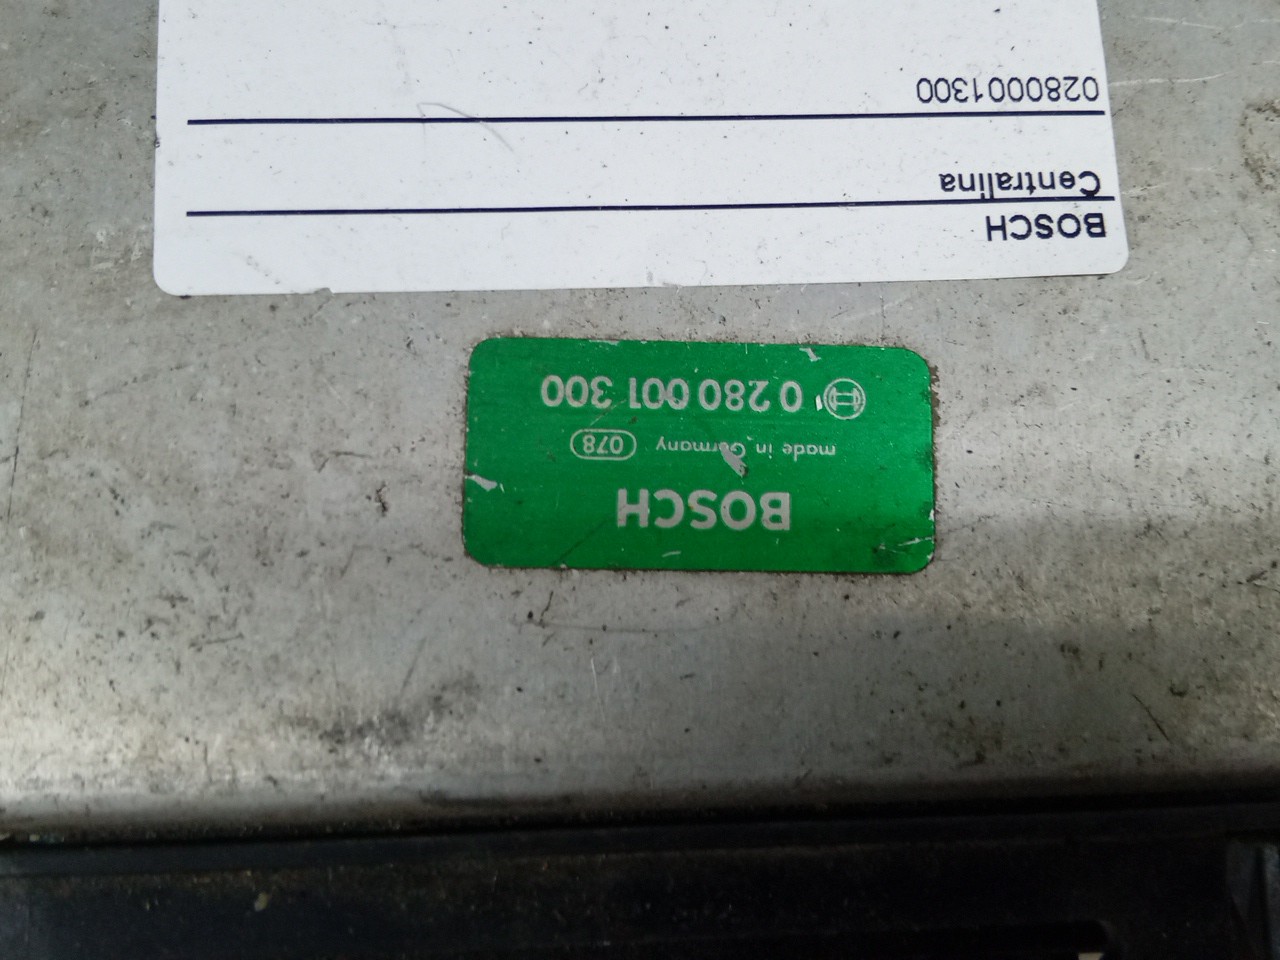 BOSCH
Centralina
0280001300
BOSCH
made in Germany 078
0 280 001 300